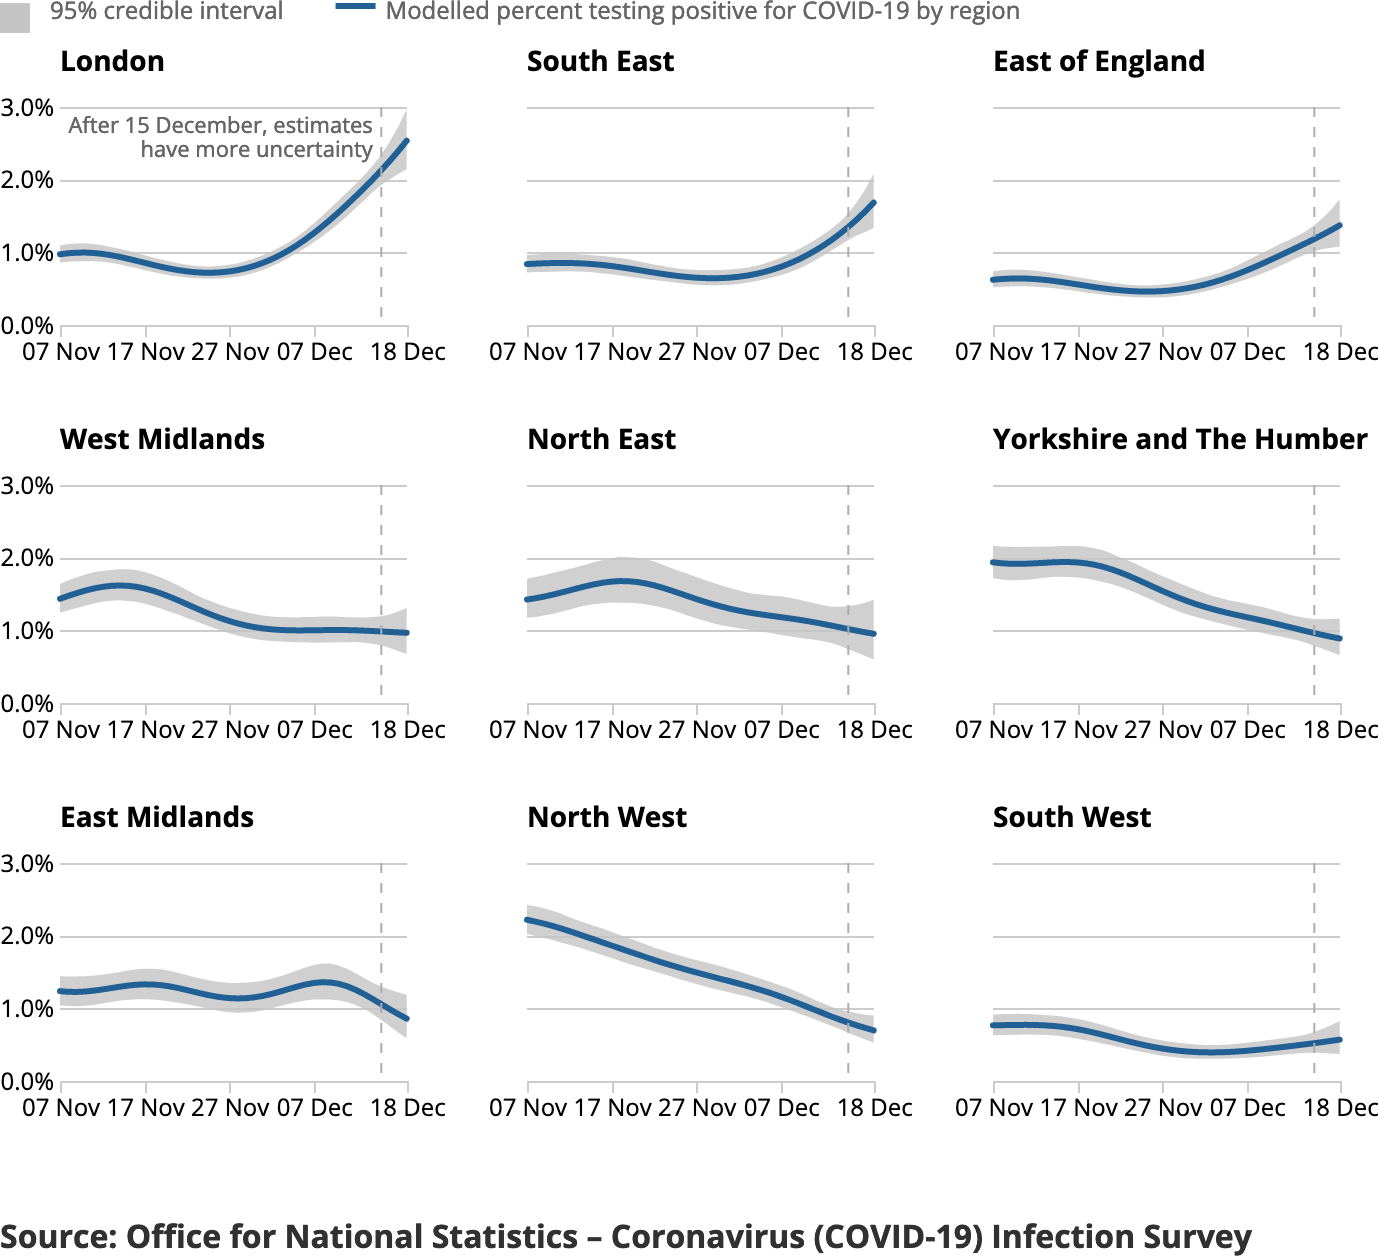 95% credible interval
Modelled percent testing positive for COVID-19 by region
London
South East
East of England
3.0%
After 15 December, estimates
have more uncertainty
2.0%
1.0%
0.0%
07 Nov 17 Nov 27 Nov 07 Dec 18 Dec
07 Nov 17 Nov 27 Nov 07 Dec 18 Dec
07 Nov 17 Nov 27 Nov 07 Dec 18 Dec
West Midlands
North East
Yorkshire and The Humber
3.0%
2.0%
1.0%
0.0%
07 Nov 17 Nov 27 Nov 07 Dec 18 Dec
07 Nov 17 Nov 27 Nov 07 Dec 18 Dec
07 Nov 17 Nov 27 Nov 07 Dec 18 Dec
East Midlands
North West
South West
3.0%
2.0%
1.0%
0.0%
07 Nov 17 Nov 27 Nov 07 Dec 18 Dec
07 Nov 17 Nov 27 Nov 07 Dec 18 Dec
07 Nov 17 Nov 27 Nov 07 Dec 18 Dec
Source: Office for National Statistics – Coronavirus (COVID-19) Infection Survey